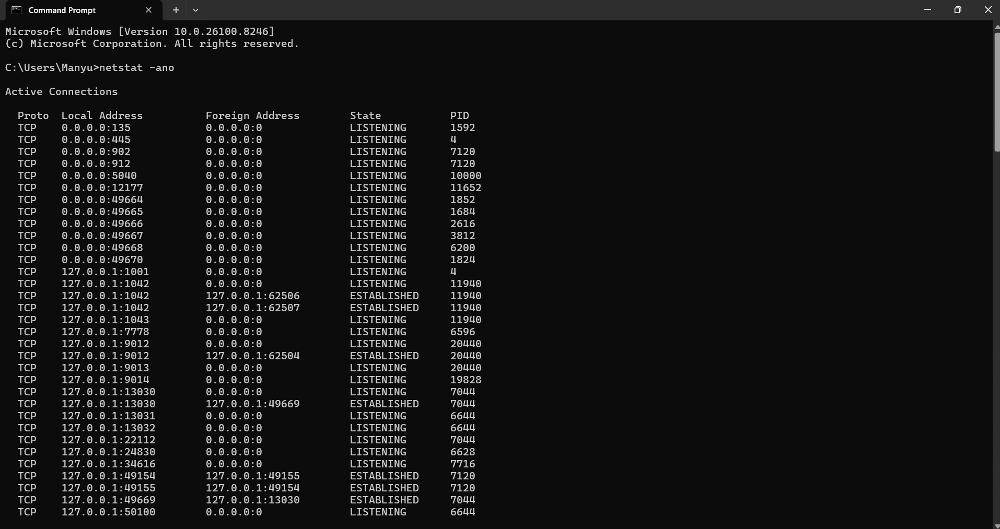 Command Prompt
Microsoft Windows [Version 10.0.26100.8246]
(c) Microsoft Corporation. All rights reserved.
C:\Users\Manyu>netstat -ano
Active Connections
Proto  Local Address          Foreign Address        State           PID
TCP    0.0.0.0:135            0.0.0.0:0              LISTENING       1592
TCP    0.0.0.0:445            0.0.0.0:0              LISTENING       4
TCP    0.0.0.0:902            0.0.0.0:0              LISTENING       7120
TCP    0.0.0.0:912            0.0.0.0:0              LISTENING       7120
TCP    0.0.0.0:5040           0.0.0.0:0              LISTENING       10000
TCP    0.0.0.0:12177          0.0.0.0:0              LISTENING       11652
TCP    0.0.0.0:49664          0.0.0.0:0              LISTENING       1852
TCP    0.0.0.0:49665          0.0.0.0:0              LISTENING       1684
TCP    0.0.0.0:49666          0.0.0.0:0              LISTENING       2616
TCP    0.0.0.0:49667          0.0.0.0:0              LISTENING       3812
TCP    0.0.0.0:49668          0.0.0.0:0              LISTENING       6200
TCP    0.0.0.0:49670          0.0.0.0:0              LISTENING       1824
TCP    127.0.0.1:1001         0.0.0.0:0              LISTENING       4
TCP    127.0.0.1:1042         0.0.0.0:0              LISTENING       11940
TCP    127.0.0.1:1042         127.0.0.1:62506        ESTABLISHED     11940
TCP    127.0.0.1:1042         127.0.0.1:62507        ESTABLISHED     11940
TCP    127.0.0.1:1043         0.0.0.0:0              LISTENING       11940
TCP    127.0.0.1:7778         0.0.0.0:0              LISTENING       6596
TCP    127.0.0.1:9012         0.0.0.0:0              LISTENING       20440
TCP    127.0.0.1:9012         127.0.0.1:62504        ESTABLISHED     20440
TCP    127.0.0.1:9013         0.0.0.0:0              LISTENING       20440
TCP    127.0.0.1:9014         0.0.0.0:0              LISTENING       19828
TCP    127.0.0.1:13030        0.0.0.0:0              LISTENING       7044
TCP    127.0.0.1:13030        127.0.0.1:49669        ESTABLISHED     7044
TCP    127.0.0.1:13031        0.0.0.0:0              LISTENING       6644
TCP    127.0.0.1:13032        0.0.0.0:0              LISTENING       6644
TCP    127.0.0.1:22112        0.0.0.0:0              LISTENING       7044
TCP    127.0.0.1:24830        0.0.0.0:0              LISTENING       6628
TCP    127.0.0.1:34616        0.0.0.0:0              LISTENING       7716
TCP    127.0.0.1:49154        127.0.0.1:49155        ESTABLISHED     7120
TCP    127.0.0.1:49155        127.0.0.1:49154        ESTABLISHED     7120
TCP    127.0.0.1:49669        127.0.0.1:13030        ESTABLISHED     7044
TCP    127.0.0.1:50100        0.0.0.0:0              LISTENING       6644